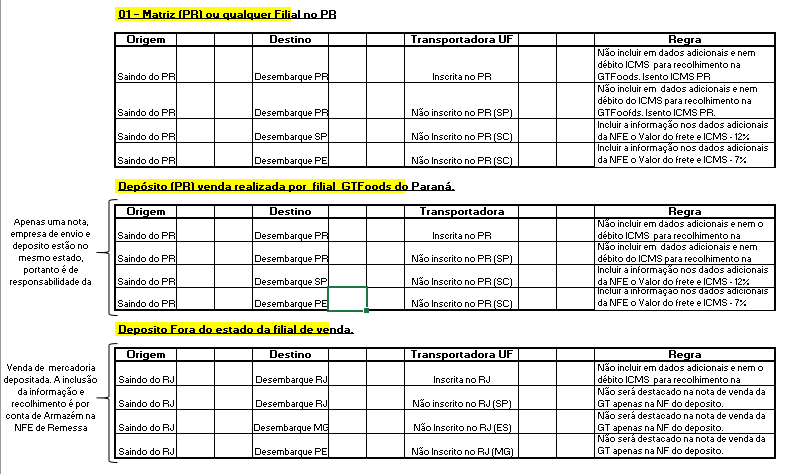 01 - Matriz (PR) ou qualquer Filial no PR
Origem Destino Transportadora UF Regra
Saindo do PR Desembarque PR Inscrita no PR Não incluir em dados adicionais e nem
débito ICMS para recolhimento na
GTFoods. Isento ICMS PR
Saindo do PR Desembarque PR Não inscrito no PR (SP) Não incluir em dados adicionais e nem
débito do ICMS para recolhimento na
GTFoofds. Isento ICMS PR.
Saindo do PR Desembarque SP Não inscrito no PR (SC) Incluir a informação nos dados adicionais
da NFE o Valor do frete e ICMS - 12%
Saindo do PR Desembarque PE Não inscrito no PR (SC) Incluir a informação nos dados adicionais
da NFE o Valor do frete e ICMS - 7%
Depósito (PR) venda realizada por filial GTFoods do Paraná.
Apenas uma nota,
empresa de envio e
deposito estão no
mesmo estado,
portanto é de
responsabilidade da
Origem Destino Transportadora Regra
Saindo do PR Desembarque PR Inscrita no PR Não incluir em dados adicionais e nem o
débito ICMS para recolhimento na
Saindo do PR Desembarque PR Não Inscrito no PR (SP) Não incluir em dados adicionais e nem
débito do ICMS para recolhimento na
Saindo do PR Desembarque SP Não Inscrito no PR (SC) Incluir a informação nos dados adicionais
da NFE o Valor do frete e ICMS - 12%
Saindo do PR Desembarque PE Não Inscrito no PR (SC) Incluir a informação nos dados adicionais
da NFE o Valor do frete e ICMS - 7%
Deposito Fora do estado da filial de venda.
Venda de mercadoria
depositada. A inclusão
da informação e
recolhimento é por
conta de Armazém na
NFE de Remessa
Origem Destino Transportadora UF Regra
Saindo do RJ Desembarque RJ Inscrita no RJ Não incluir em dados adicionais e nem o
débito ICMS para recolhimento na
Saindo do RJ Desembarque RJ Não inscrito no RJ (SP) Não será destacado na nota de venda da
GT apenas na NF do deposito.
Saindo do RJ Desembarque MG Não Inscrito no RJ (ES) Não será destacado na nota de venda da
GT apenas na NF do deposito.
Saindo do RJ Desembarque PE Não Inscrito no RJ (MG) Não será destacado na nota de venda da
GT apenas na NF do deposito.